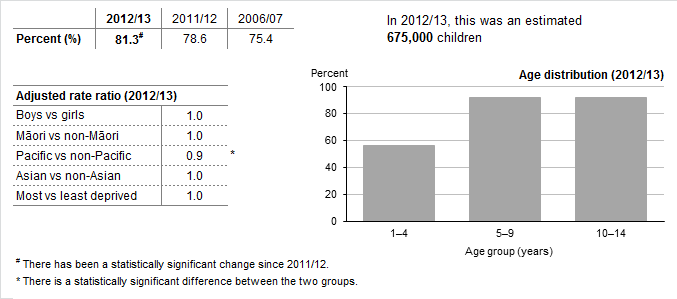 2012/13 2011/12 2006/07
Percent (%) 81.3# 78.6 75.4
In 2012/13, this was an estimated
675,000 children
Adjusted rate ratio (2012/13)
Boys vs girls 1.0
Māori vs non-Māori 1.0
Pacific vs non-Pacific 0.9 *
Asian vs non-Asian 1.0
Most vs least deprived 1.0
Percent Age distribution (2012/13)
100
80
60
40
20
0
1–4 5–9 10–14
Age group (years)
# There has been a statistically significant change since 2011/12.
* There is a statistically significant difference between the two groups.